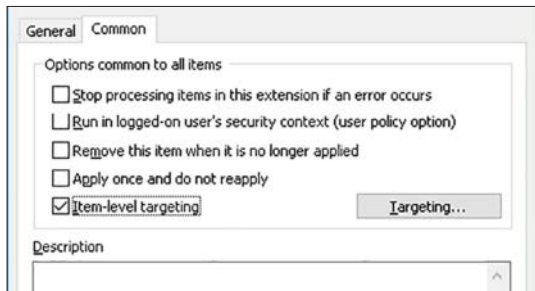 General Common
Options common to all items
Stop processing items in this extension if an error occurs
Run in logged-on user's security context (user policy option)
Remove this item when it is no longer applied
Apply once and do not reapply
Item-level targeting Targeting...
Description